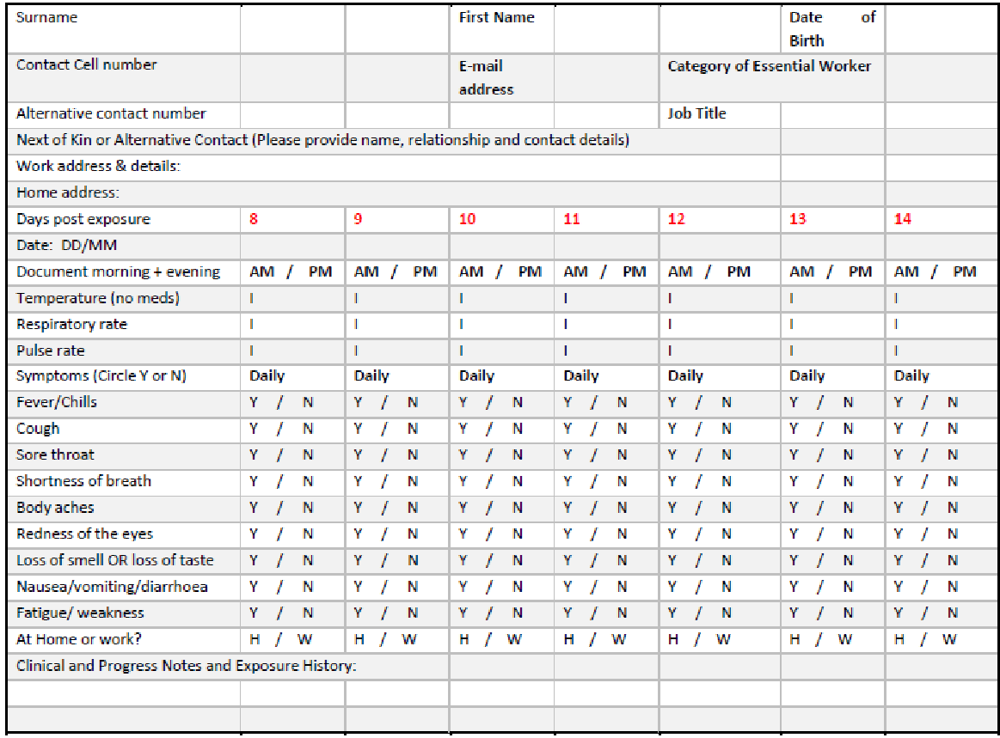 Surname First Name Date of
Birth
Contact Cell number E-mail Category of Essential Worker
address
Alternative contact number Job Title
Next of Kin or Alternative Contact (Please provide name, relationship and contact details)
Work address & details:
Home address:
Days post exposure 8 9 10 11 12 13 14
Date: DD/MM
Document morning + evening AM / PM AM / PM AM / PM AM / PM AM / PM AM / PM AM / PM
Temperature (no meds) I I I I I I I
Respiratory rate I I I I I I I
Pulse rate I I I I I I I
Symptoms (Circle Y or N) Daily Daily Daily Daily Daily Daily Daily
Fever/Chills Y / N Y / N Y / N Y / N Y / N Y / N Y / N
Cough Y / N Y / N Y / N Y / N Y / N Y / N Y / N
Sore throat Y / N Y / N Y / N Y / N Y / N Y / N Y / N
Shortness of breath Y / N Y / N Y / N Y / N Y / N Y / N Y / N
Body aches Y / N Y / N Y / N Y / N Y / N Y / N Y / N
Redness of the eyes Y / N Y / N Y / N Y / N Y / N Y / N Y / N
Loss of smell OR loss of taste Y / N Y / N Y / N Y / N Y / N Y / N Y / N
Nausea/vomiting/diarrhoea Y / N Y / N Y / N Y / N Y / N Y / N Y / N
Fatigue/ weakness Y / N Y / N Y / N Y / N Y / N Y / N Y / N
At Home or work? H / W H / W H / W H / W H / W H / W H / W
Clinical and Progress Notes and Exposure History: